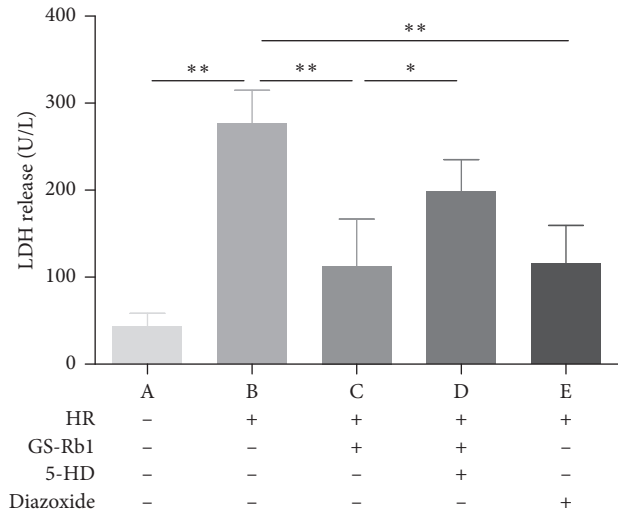 400
**
** ** *
300
200
100
0
LDH release (U/L)
A B C D E
HR – + + + +
GS-Rb1 – – + + –
5-HD – – – + –
Diazoxide – – – – +